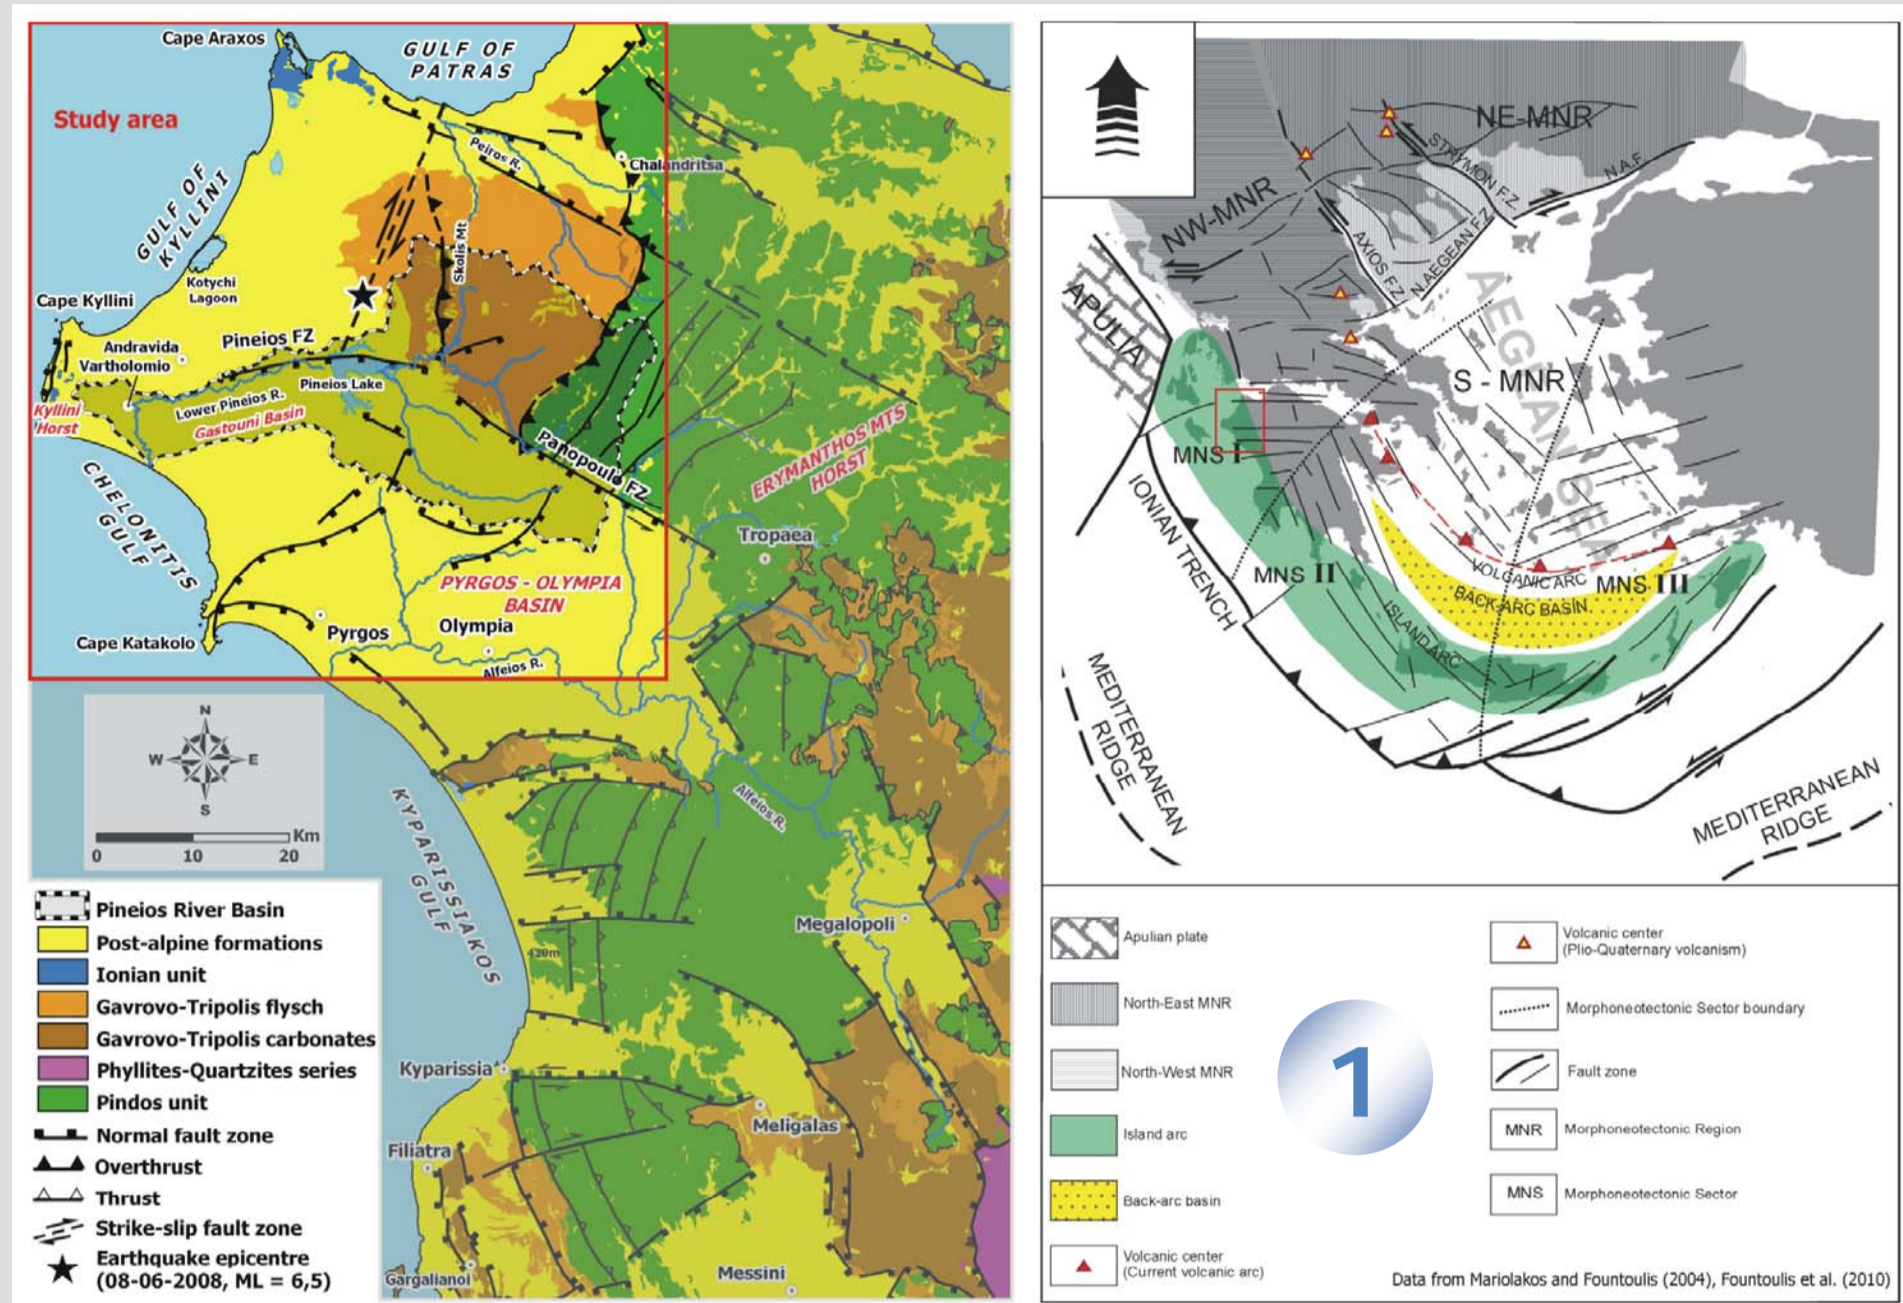 Cape Araxos
GULF OF
PATRAS
Study area
Peiros R.
Chalandritsa
GULF OF
KYLLINI
Skolis Mt
Kotychi
Lagoon
Cape Kyllini
Pineios FZ
Andravida
Vartholomio
Pineios Lake
Lower Pineios R.
Gastouni Basin
Kyllini
Horst
Panopoulo FZ
ERYMANTHOS MTS
HORST
CHELONITIS
GULF
Tropaea
PYRGOS - OLYMPIA
BASIN
Pyrgos
Olympia
Cape Katakolo
Alfeios R.
N
W
E
S
Km
0
10
20
KYPARISSIAKOS
GULF
Alfeios R.
Megalopoli
420m
Kyparissia
Meligalas
Filiatra
Gargalianoi
Messini
Pineios River Basin
Post-alpine formations
Ionian unit
Gavrovo-Tripolis flysch
Gavrovo-Tripolis carbonates
Phyllites-Quartzites series
Pindos unit
Normal fault zone
Overthrust
Thrust
Strike-slip fault zone
Earthquake epicentre
(08-06-2008, ML = 6,5)
NE-MNR
STRYMON F.Z.
N.A.F.
NW-MNR
AXIOS F.Z.
N.AEGEAN F.Z.
APULIA
AEGEAN SEA
S - MNR
MNS I
IONIAN TRENCH
MNS II
VOLCANIC ARC
MNS III
BACK-ARC BASIN
ISLAND ARC
MEDITERRANEAN
RIDGE
MEDITERRANEAN
RIDGE
Apulian plate
North-East MNR
North-West MNR
Island arc
Back-arc basin
Volcanic center
(Current volcanic arc)
1
Volcanic center
(Plio-Quaternary volcanism)
Morphoneotectonic Sector boundary
Fault zone
MNR
Morphoneotectonic Region
MNS
Morphoneotectonic Sector
Data from Mariolakos and Fountoulis (2004), Fountoulis et al. (2010)